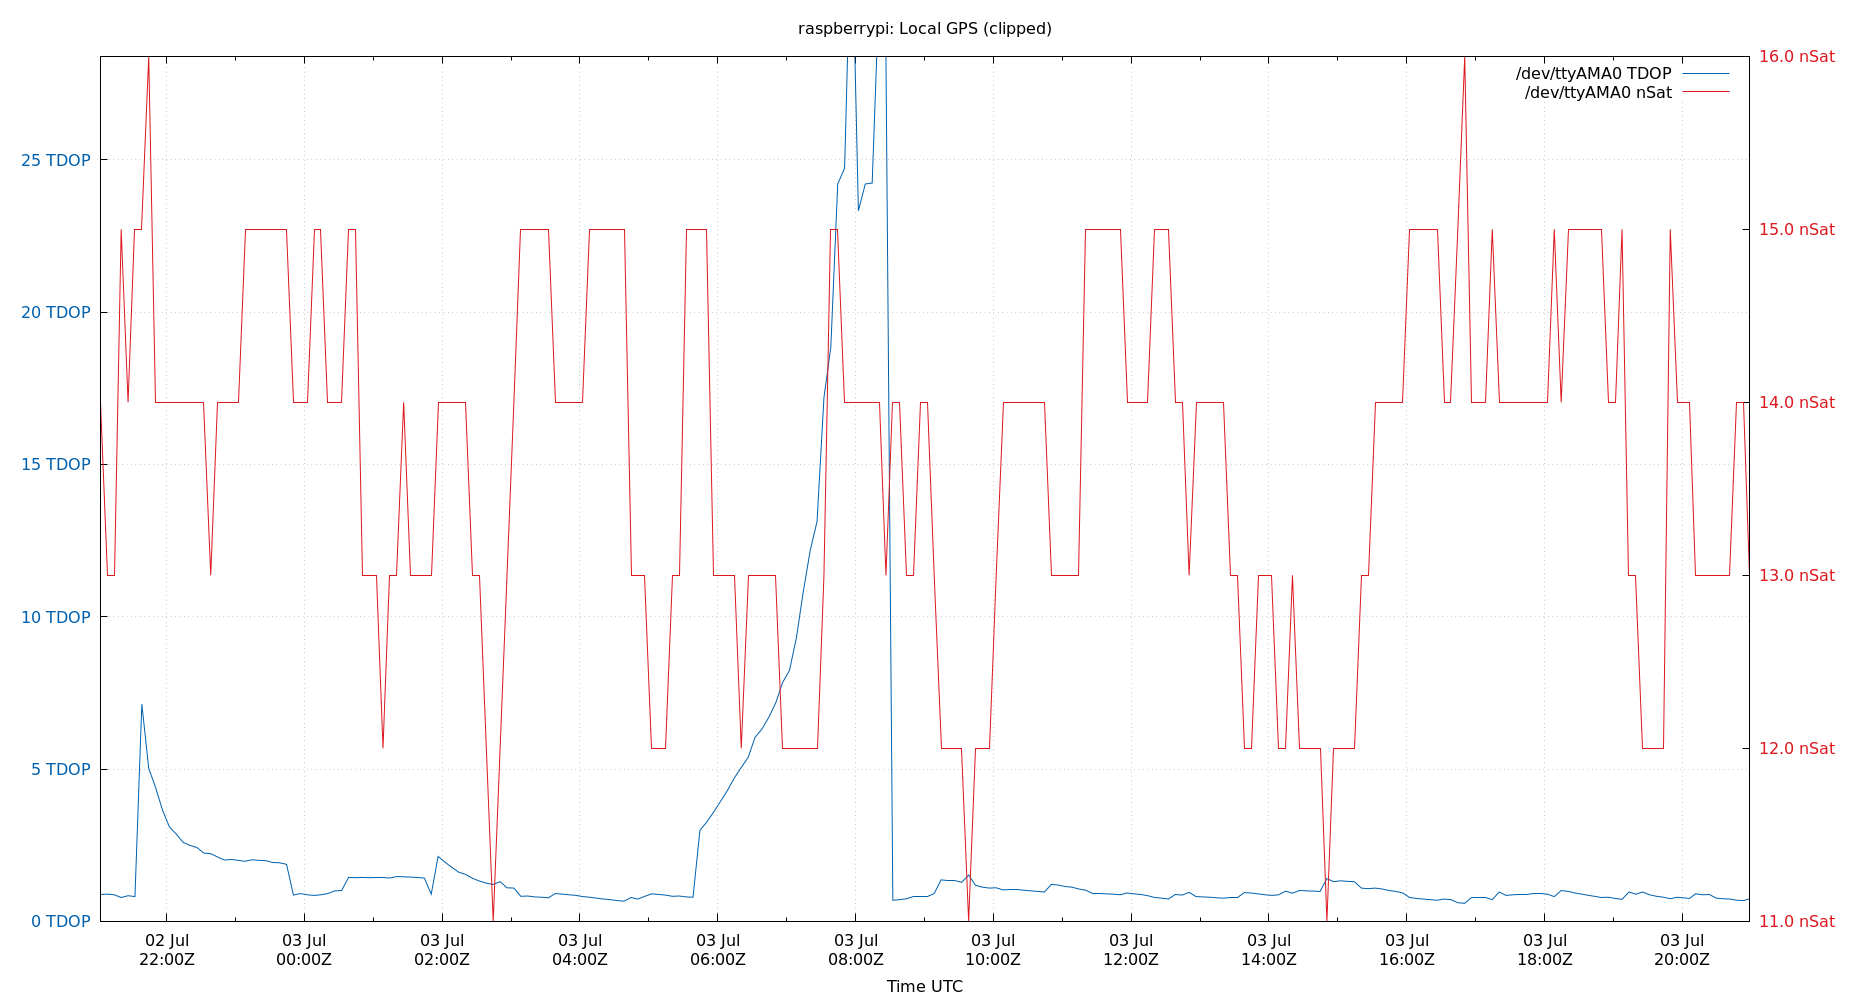 raspberrypi: Local GPS (clipped)
/dev/ttyAMA0 TDOP
/dev/ttyAMA0 nSat
25 TDOP
20 TDOP
15 TDOP
10 TDOP
5 TDOP
0 TDOP
16.0 nSat
15.0 nSat
14.0 nSat
13.0 nSat
12.0 nSat
11.0 nSat
02 Jul 03 Jul 03 Jul 03 Jul 03 Jul 03 Jul 03 Jul 03 Jul 03 Jul 03 Jul 03 Jul 03 Jul
22:00Z 00:00Z 02:00Z 04:00Z 06:00Z 08:00Z 10:00Z 12:00Z 14:00Z 16:00Z 18:00Z 20:00Z
Time UTC